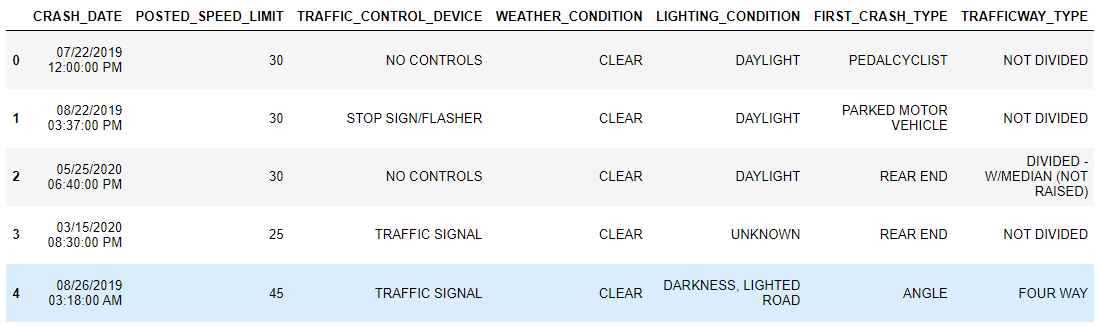 CRASH_DATE POSTED_SPEED_LIMIT TRAFFIC_CONTROL_DEVICE WEATHER_CONDITION LIGHTING_CONDITION FIRST_CRASH_TYPE TRAFFICWAY_TYPE
0 07/22/2019 12:00:00 PM 30 NO CONTROLS CLEAR DAYLIGHT PEDALCYCLIST NOT DIVIDED
1 08/22/2019 03:37:00 PM 30 STOP SIGN/FLASHER CLEAR DAYLIGHT PARKED MOTOR VEHICLE NOT DIVIDED
2 05/25/2020 06:40:00 PM 30 NO CONTROLS CLEAR DAYLIGHT REAR END DIVIDED - W/MEDIAN (NOT RAISED)
3 03/15/2020 08:30:00 PM 25 TRAFFIC SIGNAL CLEAR UNKNOWN REAR END NOT DIVIDED
4 08/26/2019 03:18:00 AM 45 TRAFFIC SIGNAL CLEAR DARKNESS, LIGHTED ROAD ANGLE FOUR WAY